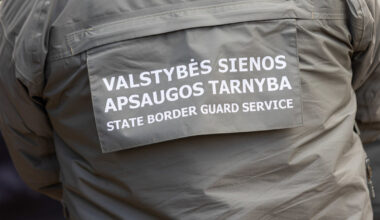 VALSTYBĖS SIENOS
APSAUGOS TARNYBA
STATE BORDER GUARD SERVICE